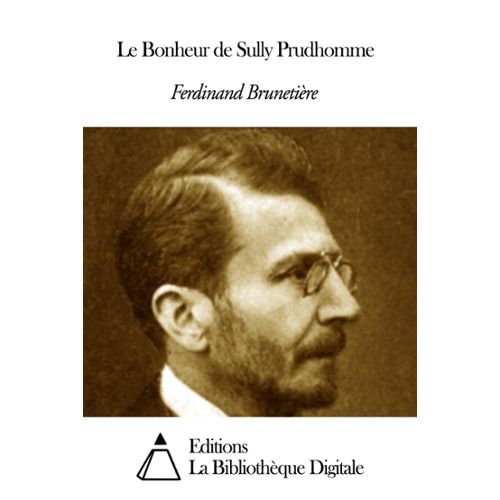 Le Bonheur de Sully Prudhomme
Ferdinand Brunetière
Editions
La Bibliothèque Digitale